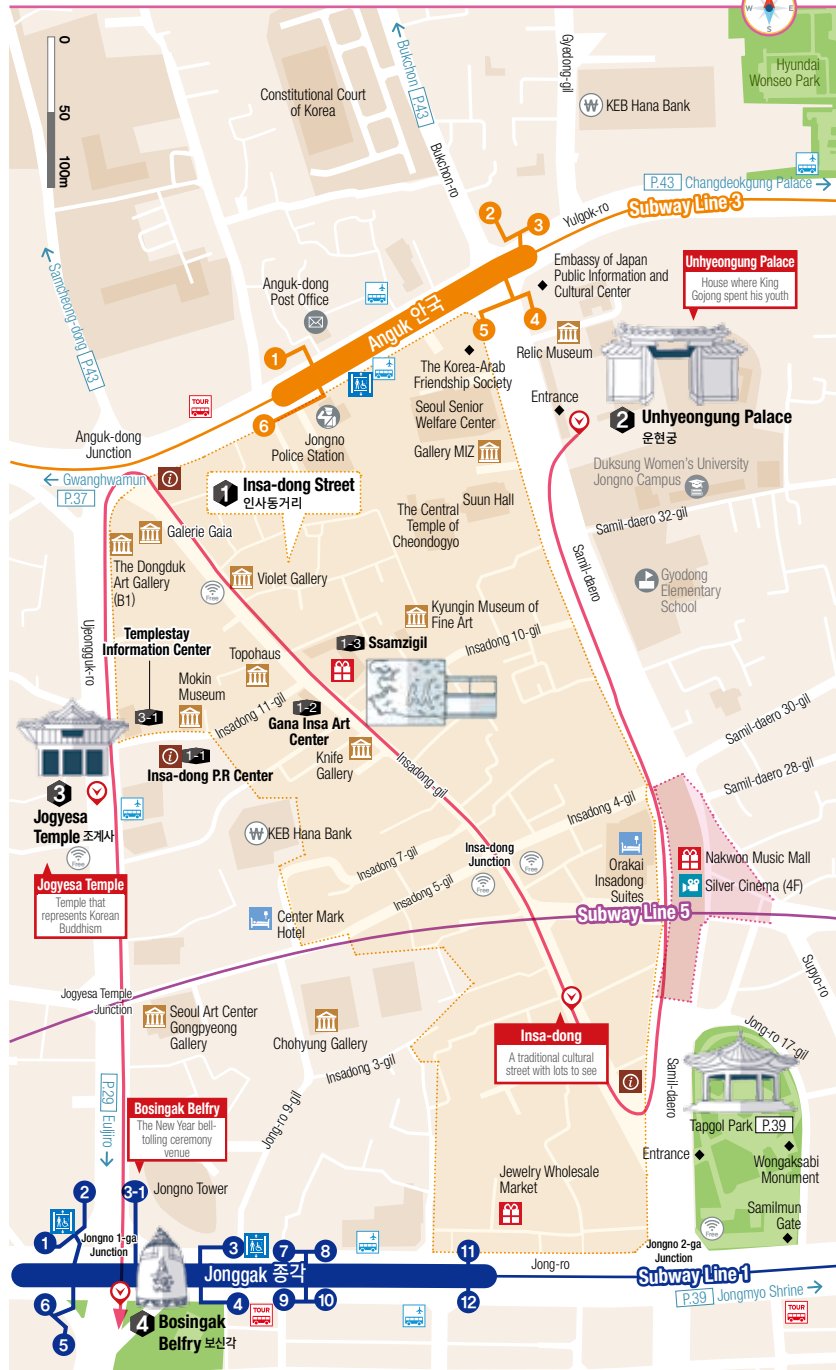 W
E
S
0
50
100m
Constitutional Court
of Korea
Bukchon
P.43
Bukchon-ro
Gyedong-gil
KEB Hana Bank
Hyundai
Wonseo Park
P.43 Changdeokgung Palace
Subway Line 3
Yulgok-ro
Samcheong-dong
P.43
2
3
Anguk-dong
Post Office
Anguk 안국
1
5
4
6
Embassy of Japan
Public Information and
Cultural Center
Unhyeongung Palace
House where King
Gojong spent his youth
Relic Museum
The Korea-Arab
Friendship Society
Entrance
Seoul Senior
Welfare Center
TOUR
Jongno
Police Station
2 Unhyeongung Palace
운현궁
Anguk-dong
Junction
Gwanghwamun
P.37
i
1 Insa-dong Street
인사동거리
Gallery MIZ
Suun Hall
The Central
Temple of
Cheondogyo
Duksung Women's University
Jongno Campus
Samil-daero 32-gil
Samil-daero
Galerie Gaia
The Dongduk
Art Gallery
(B1)
Free
Violet Gallery
Gyodong
Elementary
School
Kyungin Museum of
Fine Art
Ujeongguk-ro
Templestay
Information Center
3-1
Topohaus
1-3 Ssamzigil
Insadong 10-gil
Mokin
Museum
Insadong 11-gil
1-2
Gana Insa Art
Center
i 1-1
Insa-dong P.R Center
Knife
Gallery
Insadong-gil
Samil-daero 30-gil
Samil-daero 28-gil
3
Jogyesa
Temple 조계사
Free
Jogyesa Temple
Temple that
represents Korean
Buddhism
KEB Hana Bank
Insadong 7-gil
Insadong 5-gil
Insadong 4-gil
Insa-dong
Junction
Free
Free
Orakai
Insadong
Suites
Nakwon Music Mall
Silver Cinema (4F)
Center Mark
Hotel
Subway Line 5
Supyo-ro
Jogyesa Temple
Junction
Seoul Art Center
Gongpyeong
Gallery
Chohyung Gallery
Insadong 3-gil
Jong-ro 9-gil
Insa-dong
A traditional cultural
street with lots to see
i
Samil-daero
Jong-ro 17-gil
Tapgol Park P.39
Entrance
Wongaksabi
Monument
Samilmun
Gate
Free
P.29 Euljiro
Bosingak Belfry
The New Year bell-
tolling ceremony
venue
Jewelry Wholesale
Market
2
3-1
Jongno Tower
1
Jongno 1-ga
Junction
3
7
8
11
Jonggak 종각
Jong-ro
Jongno 2-ga
Junction
Subway Line 1
P.39 Jongmyo Shrine
6
5
4
9
10
12
TOUR
TOUR
4 Bosingak
Belfry 보신각